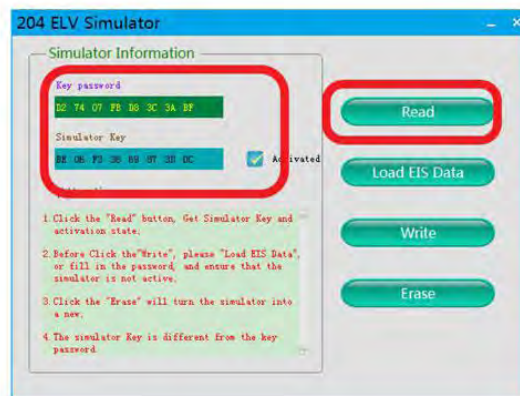 204 ELV Simulator
Simulator Information
Key password
D2 74 07 FB D8 3C 3A BF
Simulator Key
Activated
1.Click the "Read" button, Get Simulator Key and
activation state.
2.Before Click the"Write", please "Load EIS Data",
or fill in the password, and ensure that the
simulator is not active.
3.Click the "Erase" will turn the simulator into
a new.
4.The simulator Key is different from the key
password
Read
Load EIS Data
Write
Erase